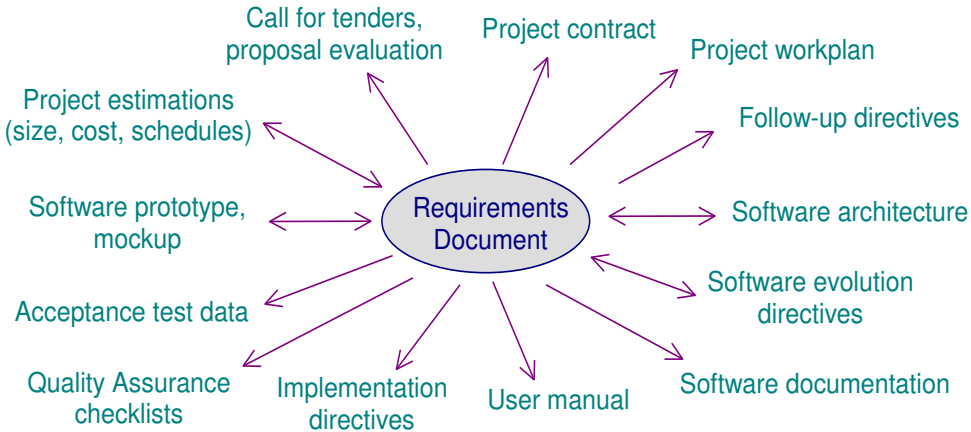 Call for tenders,
proposal evaluation
Project contract
Project workplan
Project estimations
(size, cost, schedules)
Follow-up directives
Software prototype,
mockup
Requirements
Document
Software architecture
Acceptance test data
Software evolution
directives
Quality Assurance
checklists
Implementation
directives
User manual
Software documentation